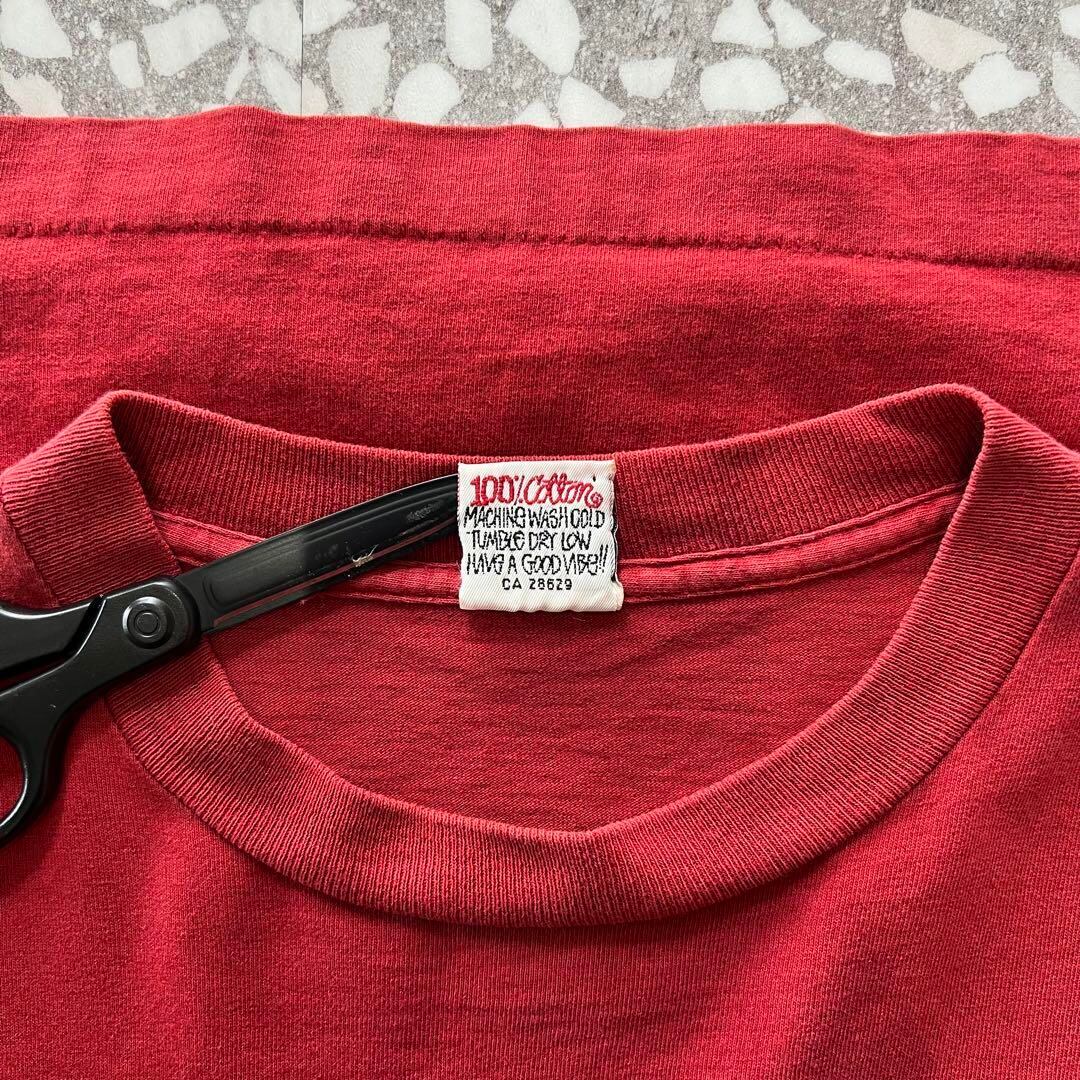 100% Cotton
MACHINE WASH COLD
TUMBLE DRY LOW
HAVE A GOOD VIBE!!
CA 28629